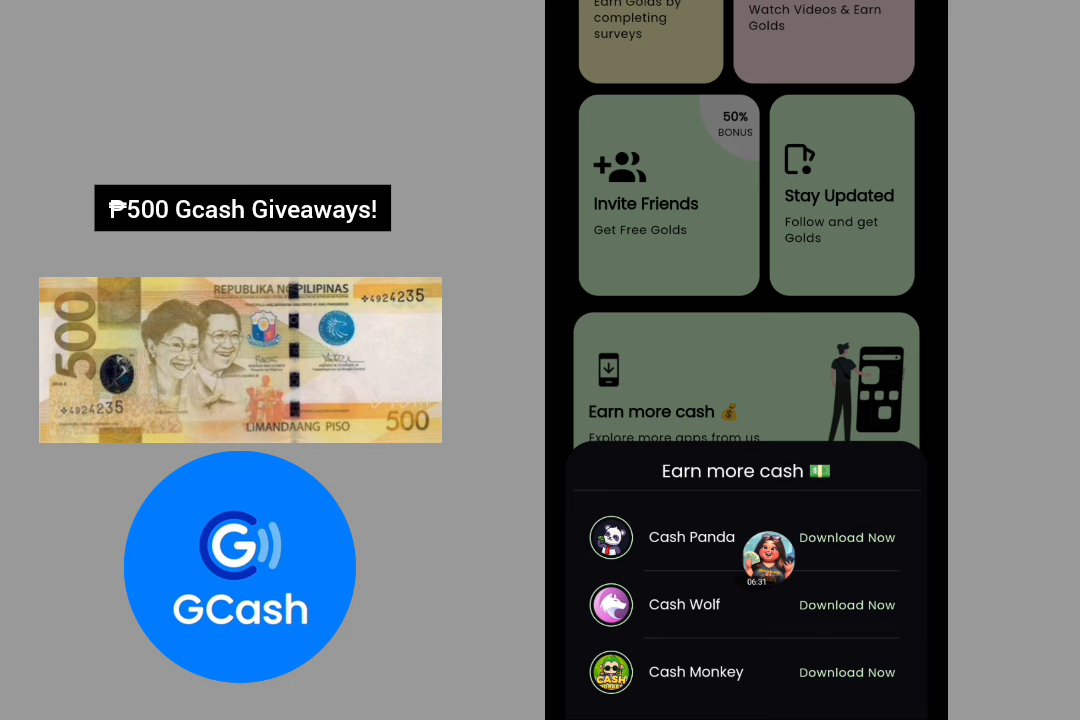 ₱500 Gcash Giveaways!
REPUBLIKA NG PILIPINAS
4924235
500
4924235
LIMANDAANG PISO
500
G
GCash
Earn Golds by
completing
surveys
Watch Videos & Earn
Golds
50%
BONUS
Invite Friends
Get Free Golds
Stay Updated
Follow and get
Golds
Earn more cash 💰
Explore more apps from us
Earn more cash 💵
Cash Panda
Download Now
06:31
Cash Wolf
Download Now
CASH
Cash Monkey
Download Now